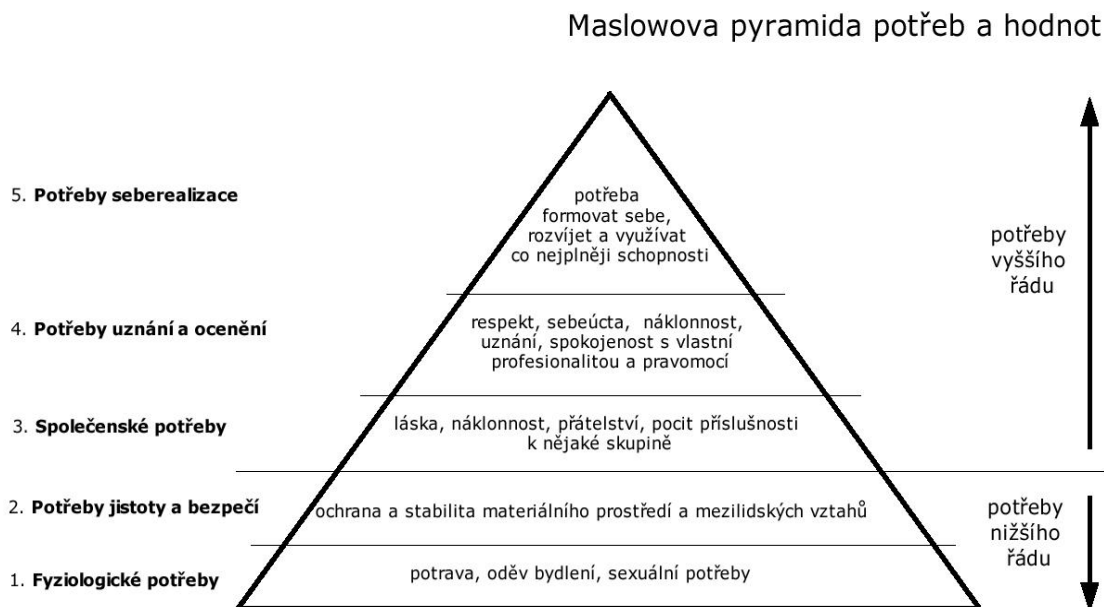 Maslowova pyramida potřeb a hodnot
5. Potřeby seberealizace
potřeba
formovat sebe,
rozvíjet a využívat
co nejplněji schopnosti
potřeby
vyššího
řádu
4. Potřeby uznání a ocenění
respekt, sebeúcta, náklonnost,
uznání, spokojenost s vlastní
profesionalitou a pravomocí
3. Společenské potřeby
láska, náklonnost, přátelství, pocit příslušnosti
k nějaké skupině
2. Potřeby jistoty a bezpečí
ochrana a stabilita materiálního prostředí a mezilidských vztahů
potřeby
nižšího
řádu
1. Fyziologické potřeby
potrava, oděv bydlení, sexuální potřeby